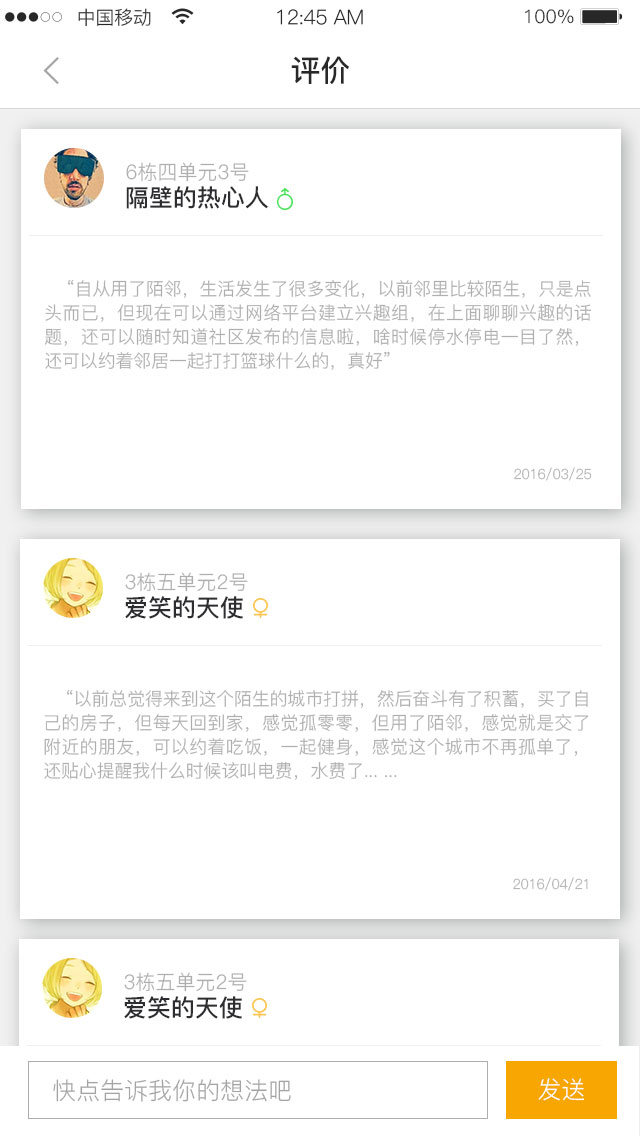 中国移动 12:45 AM 100%
评价
6栋四单元3号
隔壁的热心人
“自从用了陌邻，生活发生了很多变化，以前邻里比较陌生，只是点
头而已，但现在可以通过网络平台建立兴趣组，在上面聊聊兴趣的话
题，还可以随时知道社区发布的信息啦，啥时候停水停电一目了然，
还可以约着邻居一起打打篮球什么的，真好”
2016/03/25
3栋五单元2号
爱笑的天使
“以前总觉得来到这个陌生的城市打拼，然后奋斗有了积蓄，买了自
己的房子，但每天回到家，感觉孤零零，但用了陌邻，感觉就是交了
附近的朋友，可以约着吃饭，一起健身，感觉这个城市不再孤单了，
还贴心提醒我什么时候该叫电费，水费了... ...
2016/04/21
3栋五单元2号
爱笑的天使
快点告诉我你的想法吧
发送